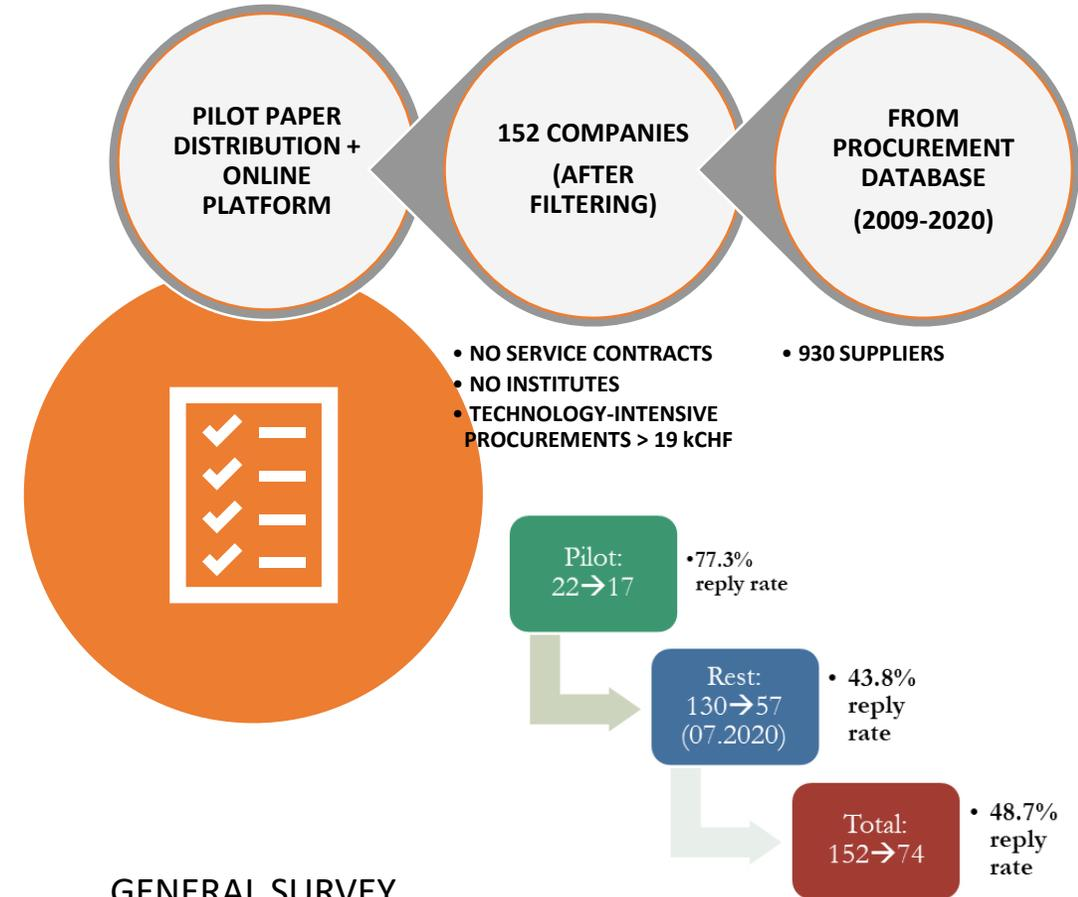 PILOT PAPER
DISTRIBUTION +
ONLINE
PLATFORM
152 COMPANIES
(AFTER
FILTERING)
FROM
PROCUREMENT
DATABASE
(2009-2020)
• NO SERVICE CONTRACTS
• NO INSTITUTES
• TECHNOLOGY-INTENSIVE
PROCUREMENTS > 19 kCHF
• 930 SUPPLIERS
Pilot:
22→17
•77.3%
reply rate
Rest:
130→57
(07.2020)
• 43.8%
reply
rate
Total:
152→74
• 48.7%
reply
rate
GENERAL SURVEY